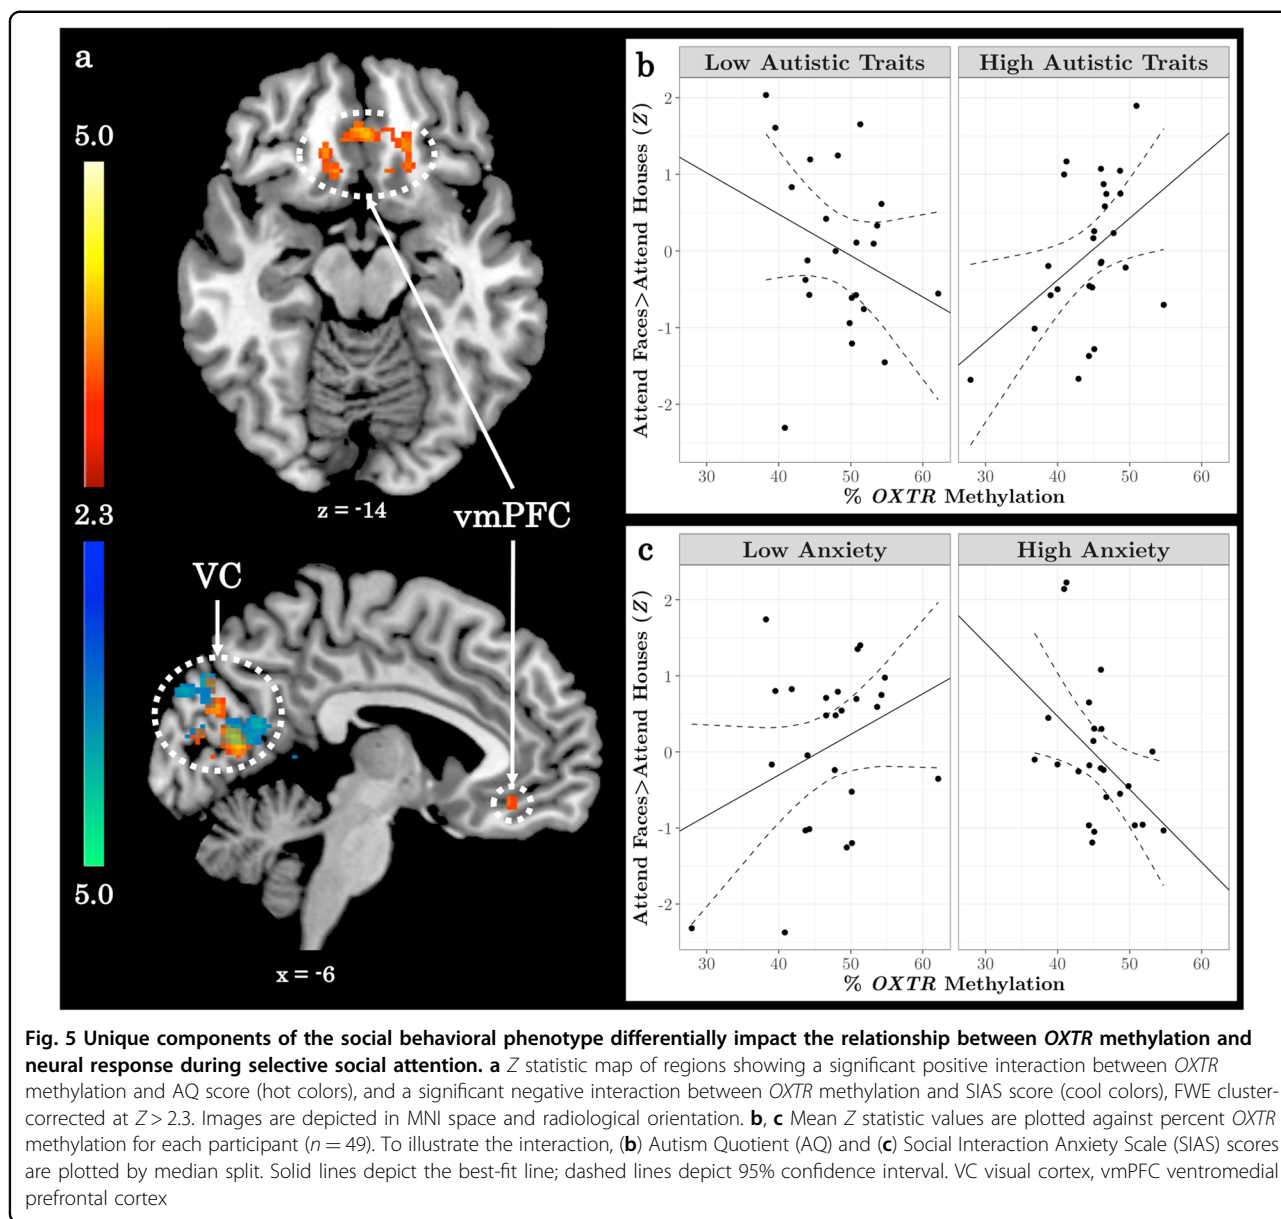 a
5.0
2.3
5.0
z = -14
vmPFC
VC
x = -6
b
Low Autistic Traits
High Autistic Traits
Attend Faces>Attend Houses (Z)
2
1
0
-1
-2
30 40 50 60 30 40 50 60
% OXTR Methylation
c
Low Anxiety
High Anxiety
Attend Faces>Attend Houses (Z)
2
1
0
-1
-2
30 40 50 60 30 40 50 60
% OXTR Methylation
Fig. 5 Unique components of the social behavioral phenotype differentially impact the relationship between OXTR methylation and
neural response during selective social attention. a Z statistic map of regions showing a significant positive interaction between OXTR
methylation and AQ score (hot colors), and a significant negative interaction between OXTR methylation and SIAS score (cool colors), FWE cluster-
corrected at Z > 2.3. Images are depicted in MNI space and radiological orientation. b, c Mean Z statistic values are plotted against percent OXTR
methylation for each participant (n = 49). To illustrate the interaction, (b) Autism Quotient (AQ) and (c) Social Interaction Anxiety Scale (SIAS) scores
are plotted by median split. Solid lines depict the best-fit line; dashed lines depict 95% confidence interval. VC visual cortex, vmPFC ventromedial
prefrontal cortex